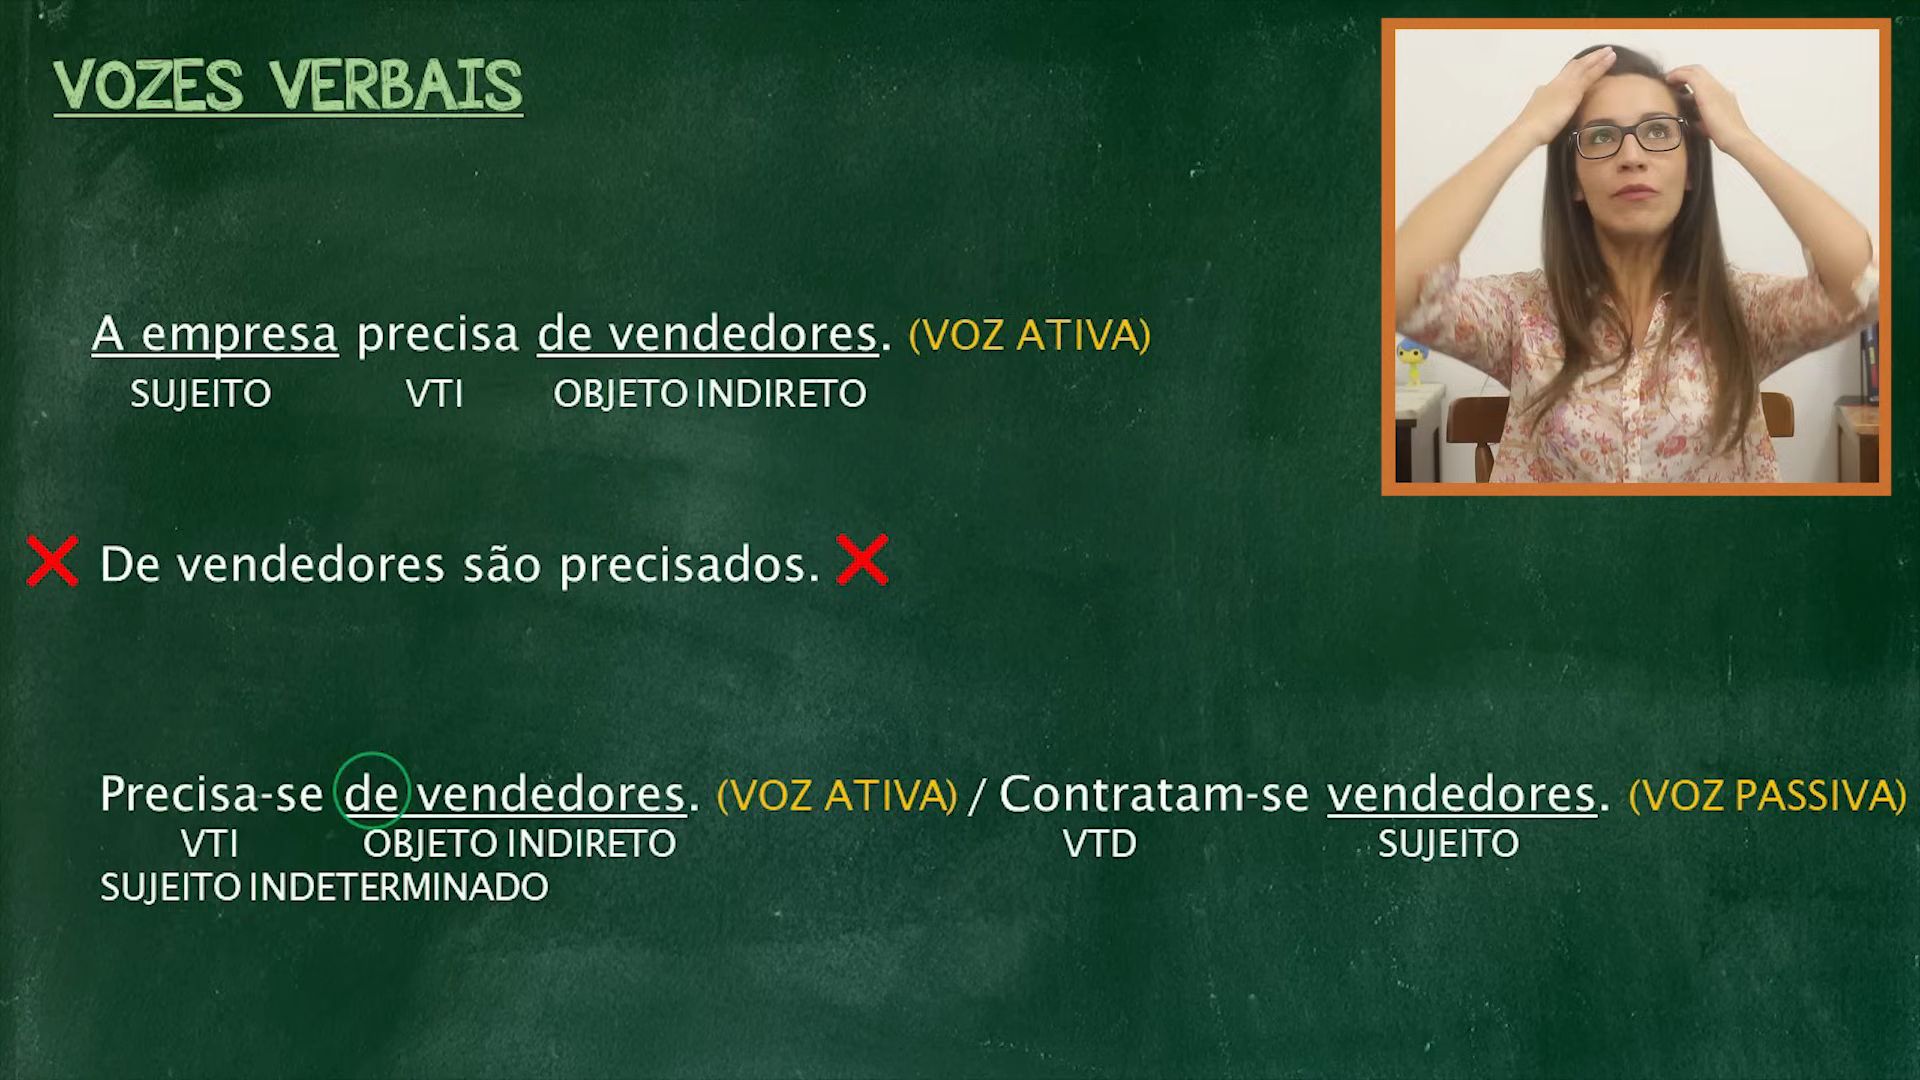 VOZES VERBAIS
A empresa precisa de vendedores. (VOZ ATIVA)
SUJEITO VTI OBJETO INDIRETO
De vendedores são precisados.
Precisa-se de vendedores. (VOZ ATIVA) / Contratam-se vendedores. (VOZ PASSIVA)
VTI OBJETO INDIRETO VTD SUJEITO
SUJEITO INDETERMINADO